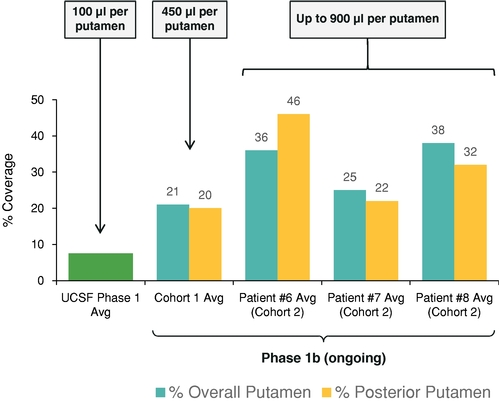 100 µl per
putamen
450 µl per
putamen
Up to 900 µl per putamen
% Coverage
50
40
30
20
10
0
21
20
36
46
25
22
38
32
UCSF Phase 1
Avg
Cohort 1 Avg
Patient #6 Avg
(Cohort 2)
Patient #7 Avg
(Cohort 2)
Patient #8 Avg
(Cohort 2)
Phase 1b (ongoing)
% Overall Putamen
% Posterior Putamen